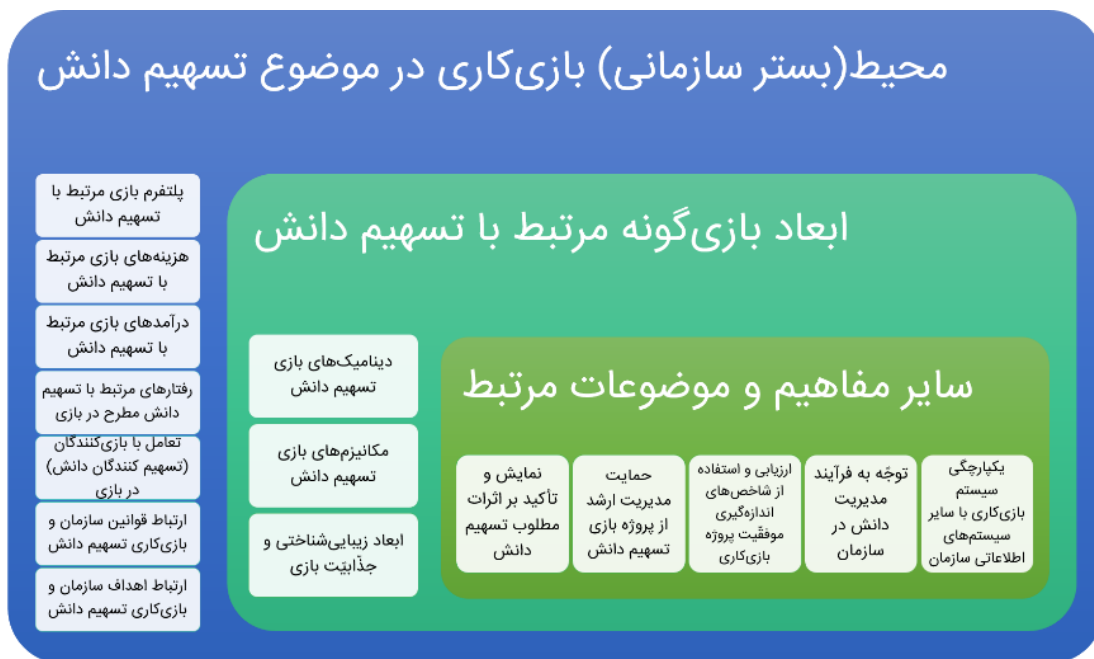 محیط(بستر سازمانی) بازی‌کاری در موضوع تسهیم دانش
پلتفرم بازی مرتبط با
تسهیم دانش
هزینه‌های بازی مرتبط
با تسهیم دانش
درآمدهای بازی مرتبط
با تسهیم دانش
رفتارهای مرتبط با تسهیم
دانش مطرح در بازی
تعامل با بازی‌کنندگان
(تسهیم کنندگان دانش)
در بازی
ارتباط قوانین سازمان و
بازی‌کاری تسهیم دانش
ارتباط اهداف سازمان و
بازی‌کاری تسهیم دانش
ابعاد بازی‌گونه مرتبط با تسهیم دانش
دینامیک‌های بازی
تسهیم دانش
مکانیزم‌های بازی
تسهیم دانش
ابعاد زیبایی‌شناختی و
جذّابیّت بازی
سایر مفاهیم و موضوعات مرتبط
یکپارچگی
سیستم
بازی‌کاری با سایر
سیستم‌های
اطلاعاتی سازمان
توجّه به فرآیند
مدیریت
دانش در
سازمان
ارزیابی و استفاده
از شاخص‌های
اندازه‌گیری
موفقّیت پروژه
بازی‌کاری
حمایت
مدیریت ارشد
از پروژه بازی
تسهیم دانش
نمایش و
تأکید بر اثرات
مطلوب تسهیم
دانش